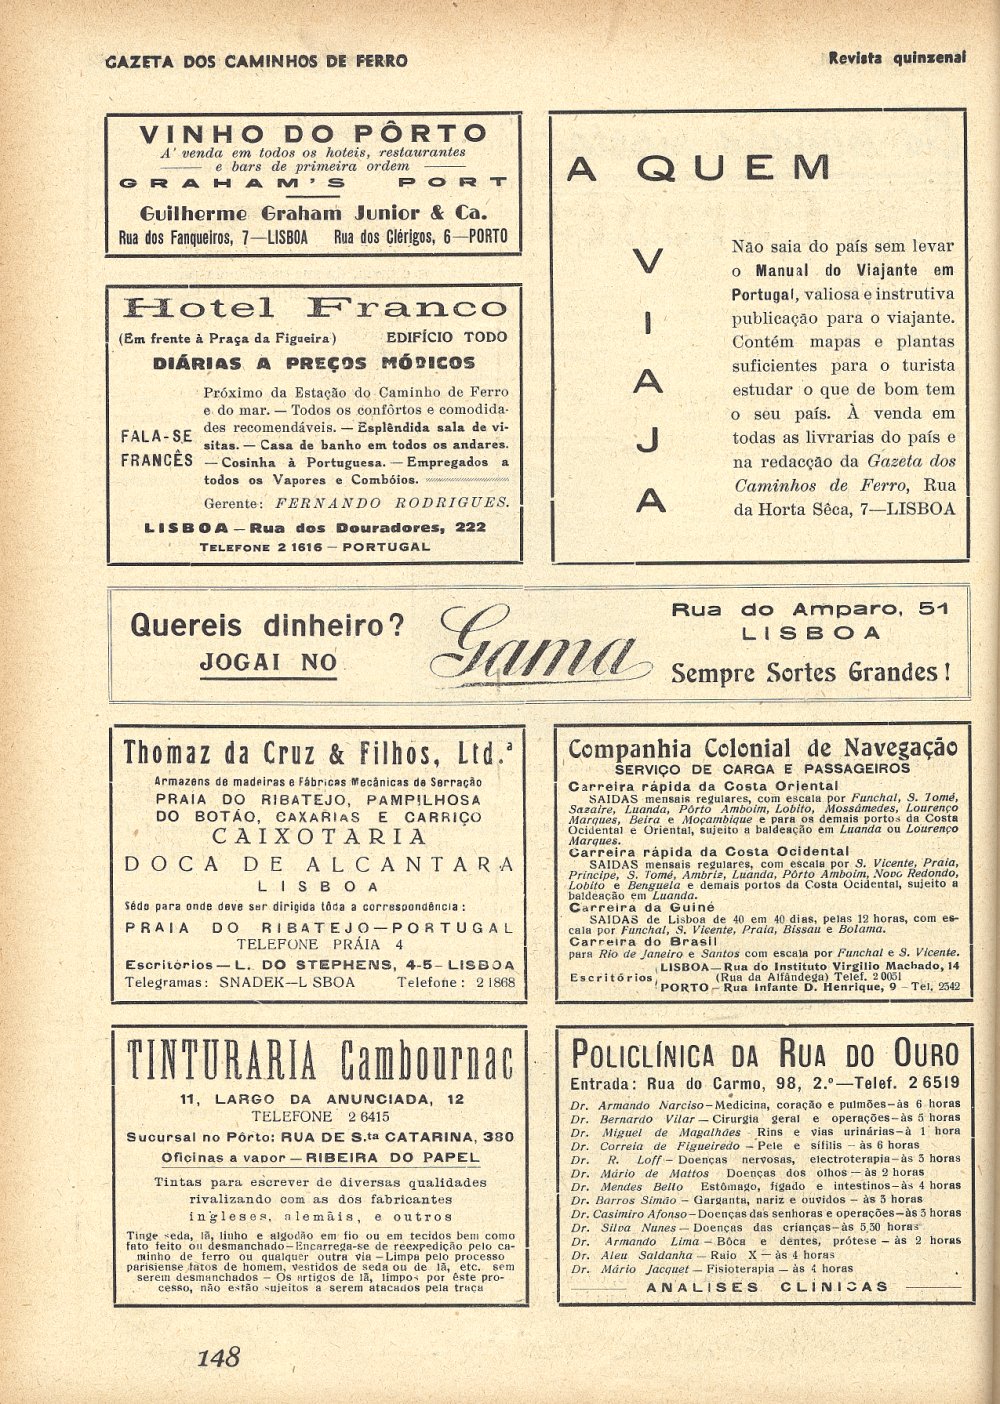 GAZETA DOS CAMINHOS DE FERRO
Revista quinzenal
VINHO DO PÔRTO
A' venda em todos os hoteis, restaurantes
e bars de primeira ordem
GRAHAM'S PORT
Guilherme Graham Junior & Ca.
Rua dos Fanqueiros, 7—LISBOA Rua dos Clérigos, 6—PORTO
Hotel Franco
(Em frente à Praça da Figueira) EDIFÍCIO TODO
DIÁRIAS A PREÇOS MÓDICOS
FALA-SE
FRANCÊS
Próximo da Estação do Caminho de Ferro
e do mar. — Todos os confôrtos e comodida-
des recomendáveis. — Esplêndida sala de vi-
sitas. — Casa de banho em todos os andares.
— Cosinha à Portuguesa. — Empregados a
todos os Vapores e Combóios.
Gerente: FERNANDO RODRIGUES.
LISBOA — Rua dos Douradores, 222
TELEFONE 2 1616 — PORTUGAL
A QUEM
V
I
A
J
A
Não saia do país sem levar
o Manual do Viajante em
Portugal, valiosa e instrutiva
publicação para o viajante.
Contém mapas e plantas
suficientes para o turista
estudar o que de bom tem
o seu país. À venda em
todas as livrarias do país e
na redacção da Gazeta dos
Caminhos de Ferro, Rua
da Horta Sêca, 7—LISBOA
Quereis dinheiro?
JOGAI NO
Gama
Rua do Amparo, 51
LISBOA
Sempre Sortes Grandes!
Thomaz da Cruz & Filhos, Ltd.ª
Armazens de madeiras e Fábricas Mecânicas de Serração
PRAIA DO RIBATEJO, PAMPILHOSA
DO BOTÃO, CAXARIAS E CARRIÇO
CAIXOTARIA
DOCA DE ALCANTARA
LISBOA
Séde para onde deve ser dirigida tôda a correspondência:
PRAIA DO RIBATEJO—PORTUGAL
TELEFONE PRÁIA 4
Escritórios — L. DO STEPHENS, 4-5 - LISBOA
Telegramas: SNADEK—L SBOA Telefone: 2 1868
Companhia Colonial de Navegação
SERVIÇO DE CARGA E PASSAGEIROS
Carreira rápida da Costa Oriental
SAIDAS mensais regulares, com escala por Funchal, S. Tomé,
Sazaire, Luanda, Pôrto Amboim, Lobito, Mossâmedes, Lourenço
Marques, Beira e Moçambique e para os demais portos da Costa
Ocidental e Oriental, sujeito a baldeação em Luanda ou Lourenço
Marques.
Carreira rápida da Costa Ocidental
SAIDAS mensais regulares, com escala por S. Vicente, Praia,
Principe, S. Tomé, Ambriz, Luanda, Pôrto Amboim, Novo Redondo,
Lobito e Benguela e demais portos da Costa Ocidental, sujeito a
baldeação em Luanda.
Carreira da Guiné
SAIDAS de Lisboa de 40 em 40 dias, pelas 12 horas, com es-
cala por Funchal, S. Vicente, Praia, Bissau e Bolama.
Carreira do Brasil
para Rio de Janeiro e Santos com escala por Funchal e S. Vicente.
LISBOA—Rua do Instituto Virgilio Machado, 14
Escritórios (Rua da Alfândega) Telef. 2 0051
PORTO — Rua Infante D. Henrique, 9 — Tel. 2342
TINTURARIA Cambournac
11, LARGO DA ANUNCIADA, 12
TELEFONE 2 6415
Sucursal no Pôrto: RUA DE S.ta CATARINA, 380
Oficinas a vapor — RIBEIRA DO PAPEL
Tintas para escrever de diversas qualidades
rivalizando com as dos fabricantes
ingleses, alemãis, e outros
Tinge seda, lã, linho e algodão em fio ou em tecidos bem como
fato feito ou desmanchado—Encarrega-se de reexpedição pelo ca-
minho de ferro ou qualquer outra via — Limpa pelo processo
parisiense fatos de homem, vestidos de seda ou de lã, etc. sem
serem desmanchados — Os artigos de lã, limpos por êste pro-
cesso, não estão sujeitos a serem atacados pela traça
POLICLÍNICA DA RUA DO OURO
Entrada: Rua do Carmo, 98, 2.º—Telef. 2 6519
Dr. Armando Narciso—Medicina, coração e pulmões—às 6 horas
Dr. Bernardo Vilar — Cirurgia geral e operações—às 5 horas
Dr. Miguel de Magalhães Rins e vias urinárias—à 1 hora
Dr. Correia de Figueiredo — Pele e sífilis — às 6 horas
Dr. R. Loff — Doenças nervosas, electroterapia—às 3 horas
Dr. Mário de Mattos Doenças dos olhos — às 2 horas
Dr. Mendes Bello Estômago, fígado e intestinos—às 4 horas
Dr. Barros Simão — Garganta, nariz e ouvidos — às 3 horas
Dr. Casimiro Afonso—Doenças das senhoras e operações—às 3 horas
Dr. Silva Nunes — Doenças das crianças—às 5,30 horas
Dr. Armando Lima — Bôca e dentes, prótese — às 2 horas
Dr. Aleu Saldanha — Raio X — às 4 horas
Dr. Mário Jacquet — Fisioterapia — às 4 horas
ANALISES CLINICAS
148